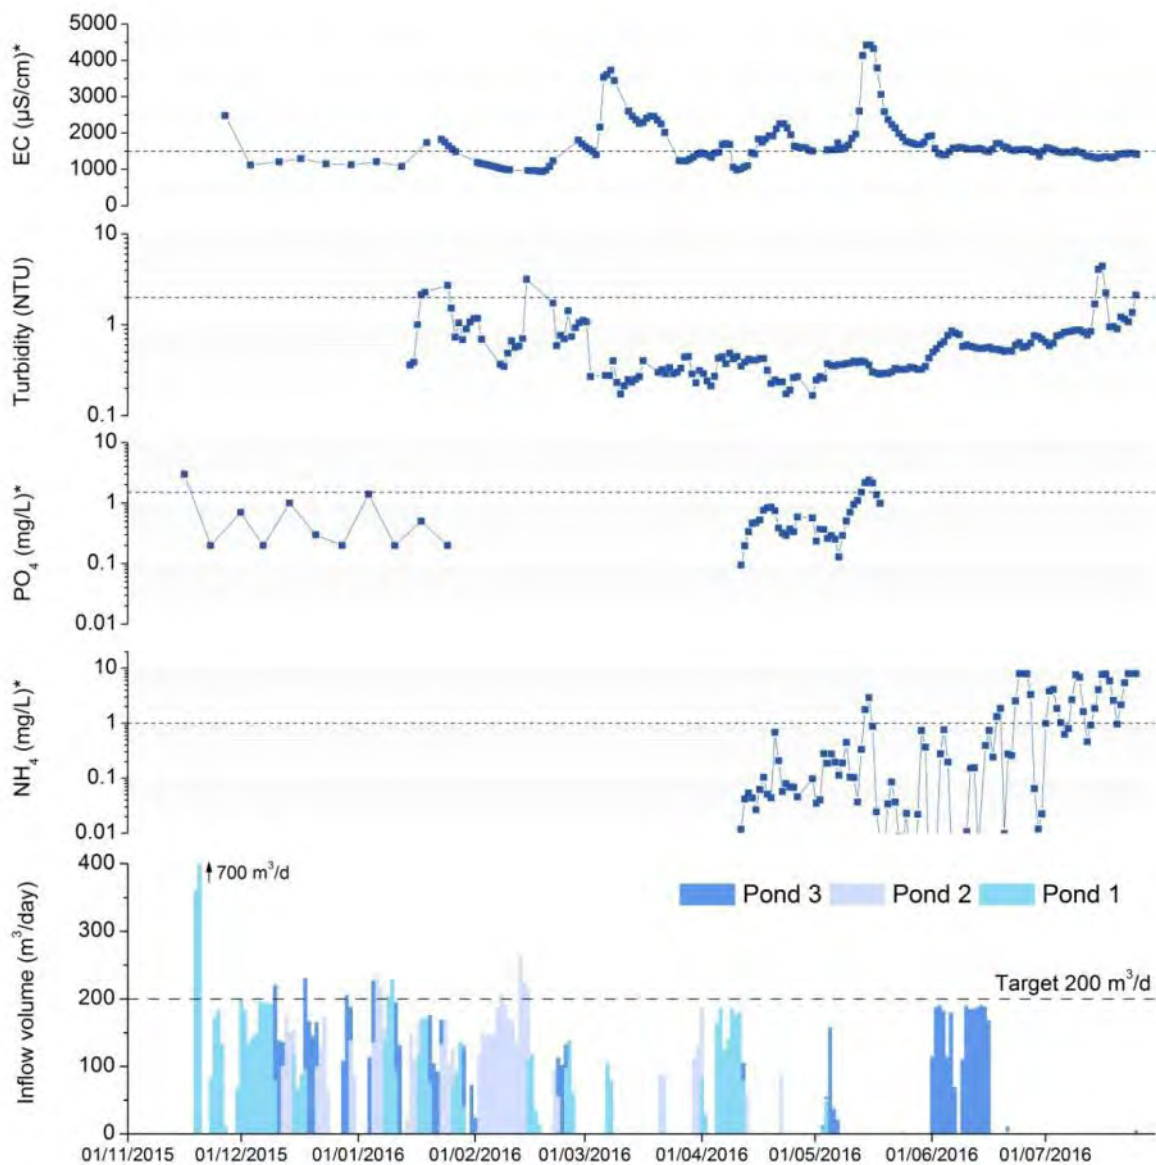 5000
4000
3000
2000
1000
0
EC (µS/cm)*
10
1
0.1
Turbidity (NTU)
10
1
0.1
0.01
PO4 (mg/L)*
10
1
0.1
0.01
NH4 (mg/L)*
400
300
200
100
0
Inflow volume (m³/day)
700 m³/d
Pond 3 Pond 2 Pond 1
Target 200 m³/d
01/11/2015 01/12/2015 01/01/2016 01/02/2016 01/03/2016 01/04/2016 01/05/2016 01/06/2016 01/07/2016